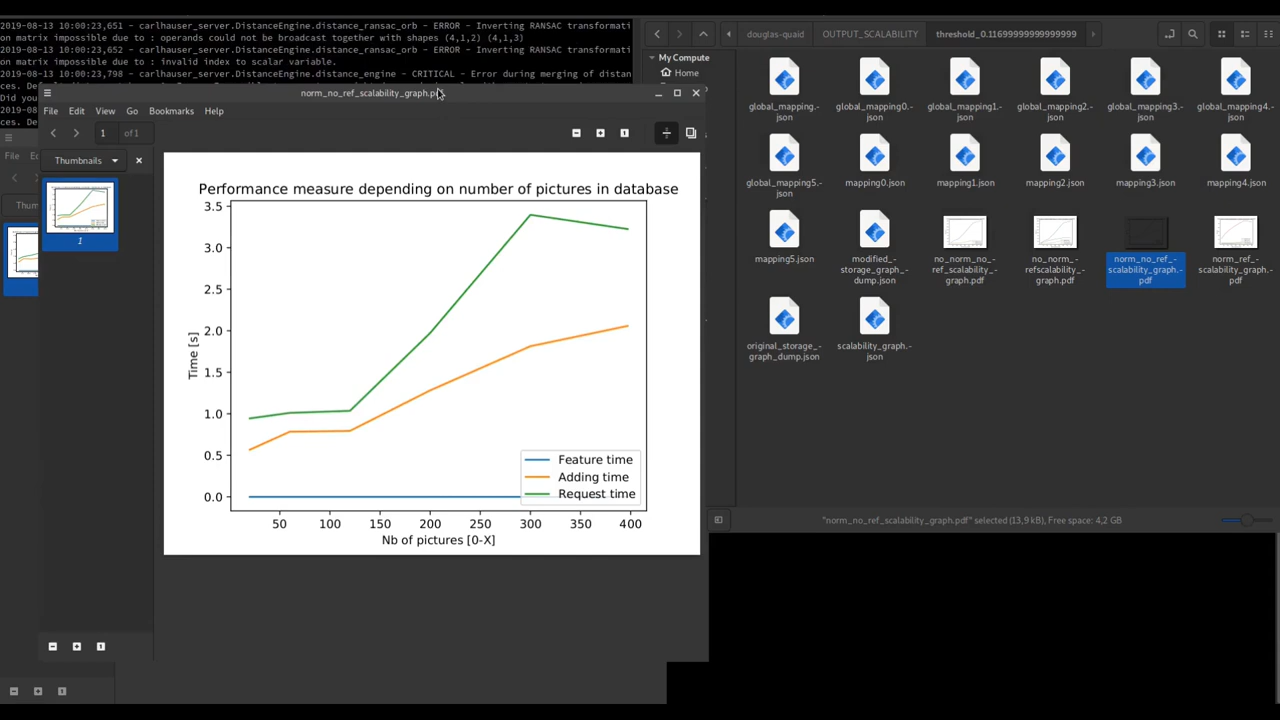 2019-08-13 10:00:23,651 - carlhauser_server.DistanceEngine.distance_ransac_orb - ERROR - Inverting RANSAC transformati
on matrix impossible due to : operands could not be broadcast together with shapes (4,1,2) (4,1,3)
2019-08-13 10:00:23,652 - carlhauser_server.DistanceEngine.distance_ransac_orb - ERROR - Inverting RANSAC transformati
on matrix impossible due to : invalid index to scalar variable.
2019-08-13 10:00:23,798 - carlhauser_server.DistanceEngine.distance_engine - CRITICAL - Error during merging of distan
ces.
Did you
2019-08
File
Thum
norm_no_ref_scalability_graph.p
File Edit View Go Bookmarks Help
1 of 1
Thumbnails
1
Performance measure depending on number of pictures in database
Time [s]
3.5
3.0
2.5
2.0
1.5
1.0
0.5
0.0
Feature time
Adding time
Request time
50 100 150 200 250 300 350 400
Nb of pictures [0-X]
douglas-quaid OUTPUT_SCALABILITY threshold_0.11699999999999999
My Compute
Home
global_mapping.-
json
global_mapping0.-
json
global_mapping1.-
json
global_mapping2.-
json
global_mapping3.-
json
global_mapping4.-
json
global_mapping5.-
json
mapping0.json
mapping1.json
mapping2.json
mapping3.json
mapping4.json
mapping5.json
modified_-
storage_graph_-
dump.json
no_norm_no_-
ref_scalability_-
graph.pdf
no_norm_-
refscalability_-
graph.pdf
norm_no_ref_-
scalability_graph.-
pdf
norm_ref_-
scalability_graph.-
pdf
original_storage_-
graph_dump.json
scalability_graph.-
json
"norm_no_ref_scalability_graph.pdf" selected (13,9 kB), Free space: 4,2 GB